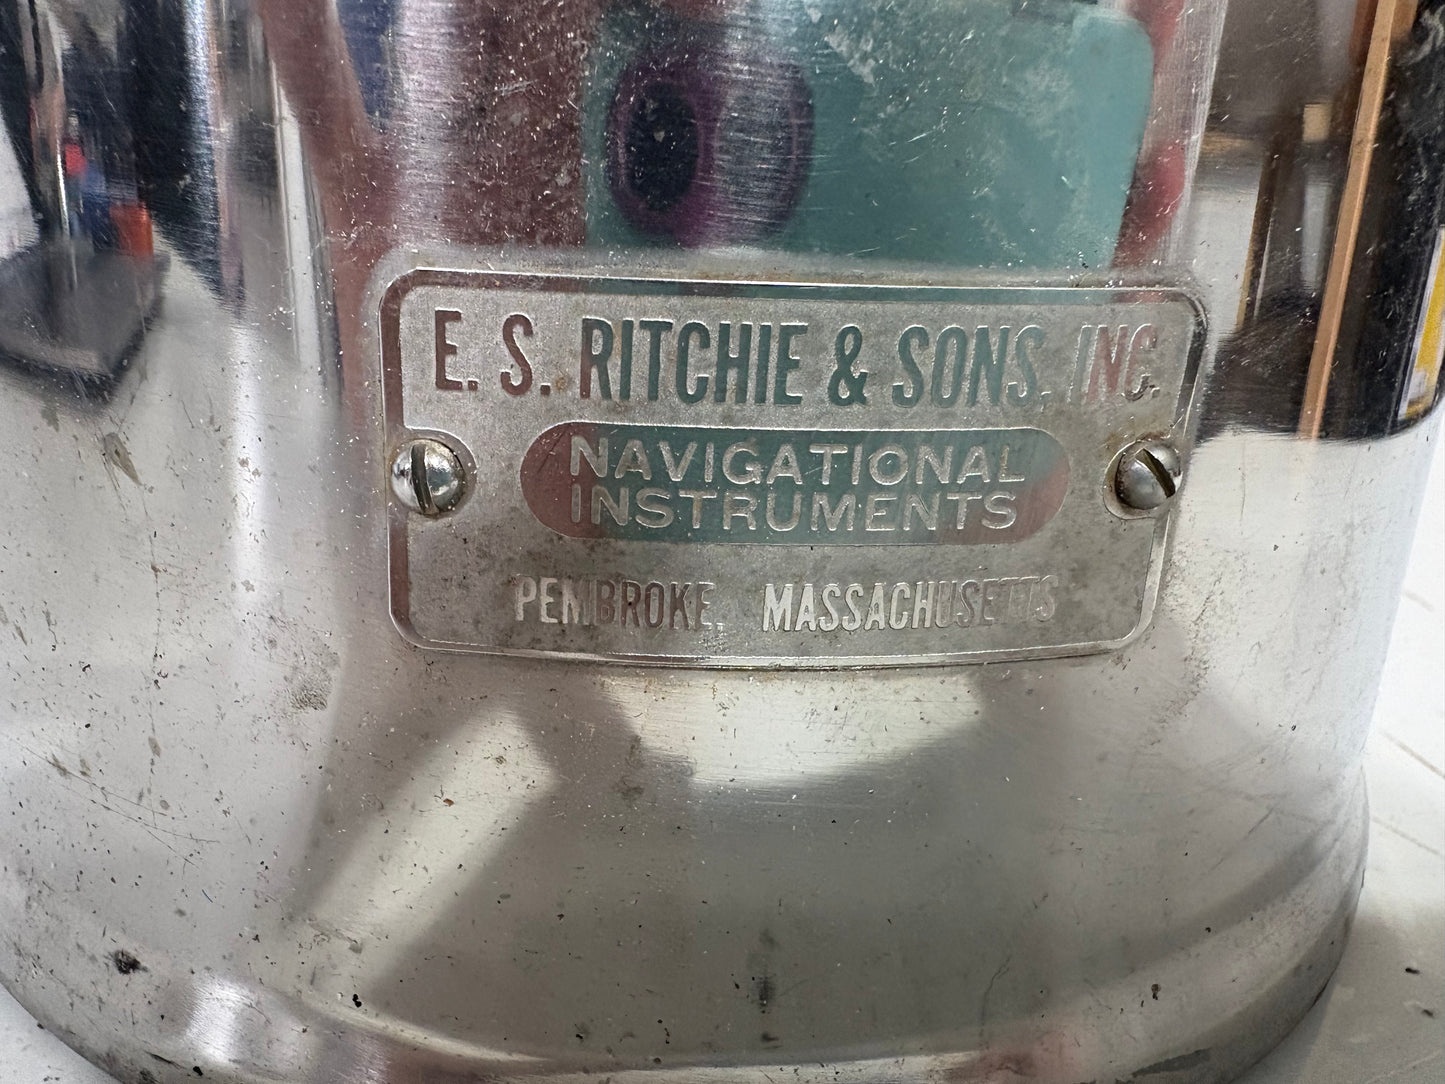 E. S. RITCHIE & SONS, INC.
NAVIGATIONAL
INSTRUMENTS
PEMBROKE, MASSACHUSETTS